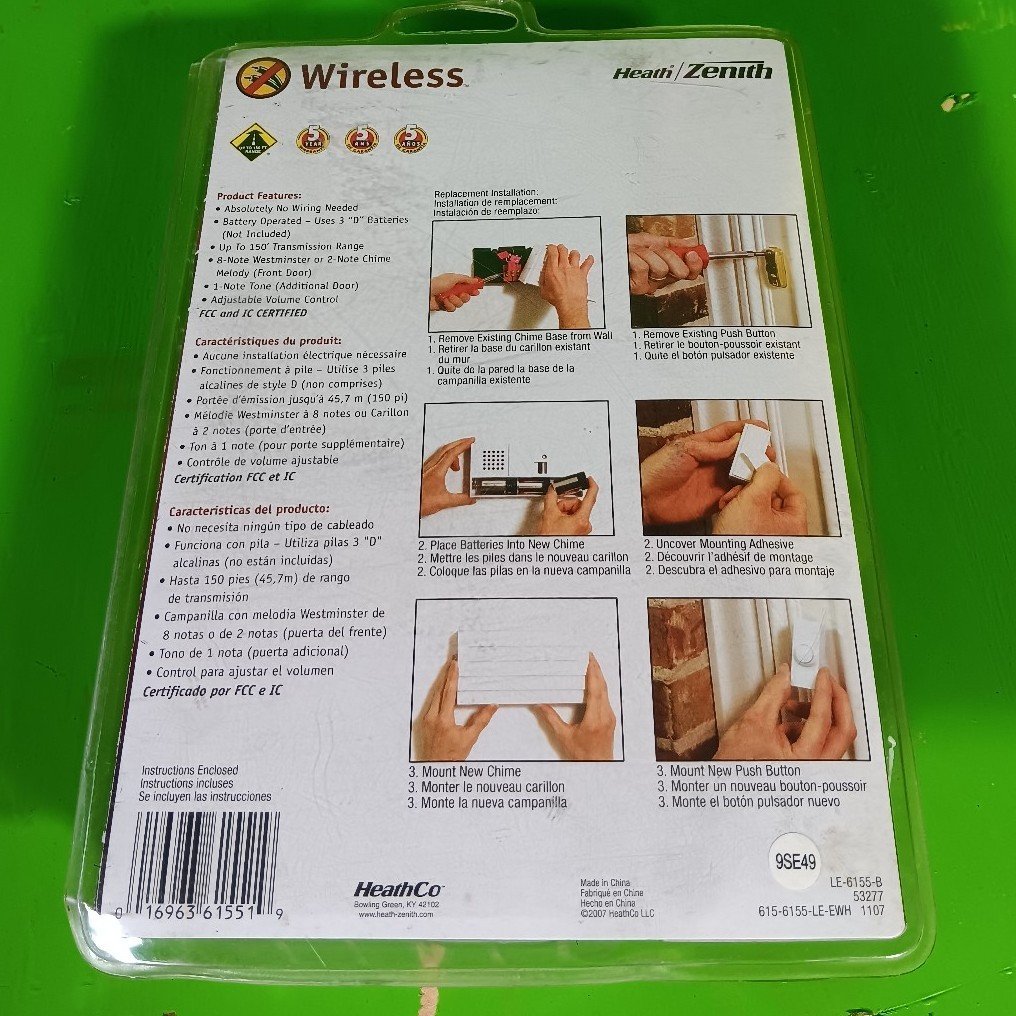 Wireless™
Heath/Zenith
UP TO 150 FT.
RANGE
5
YEAR
WARRANTY
5
ANS
5
AÑOS
Product Features:
• Absolutely No Wiring Needed
• Battery Operated – Uses 3 "D" Batteries
(Not Included)
• Up To 150' Transmission Range
• 8-Note Westminster or 2-Note Chime
Melody (Front Door)
• 1-Note Tone (Additional Door)
• Adjustable Volume Control
FCC and IC CERTIFIED
Caractéristiques du produit:
• Aucune installation électrique nécessaire
• Fonctionnement à pile – Utilise 3 piles
alcalines de style D (non comprises)
• Portée d'émission jusqu'à 45,7 m (150 pi)
• Mélodie Westminster à 8 notes ou Carillon
à 2 notes (porte d'entrée)
• Ton à 1 note (pour porte supplémentaire)
• Contrôle de volume ajustable
Certification FCC et IC
Características del producto:
• No necesita ningún tipo de cableado
• Funciona con pila – Utiliza pilas 3 "D"
alcalinas (no están incluidas)
• Hasta 150 pies (45,7m) de rango
de transmisión
• Campanilla con melodia Westminster de
8 notas o de 2 notas (puerta del frente)
• Tono de 1 nota (puerta adicional)
• Control para ajustar el volumen
Certificado por FCC e IC
Replacement Installation:
Installation de remplacement:
Instalación de reemplazo:
1. Remove Existing Chime Base from Wall
1. Retirer la base du carillon existant
du mur
1. Quite de la pared la base de la
campanilla existente
1. Remove Existing Push Button
1. Retirer le bouton-poussoir existant
1. Quite el botón pulsador existente
2. Place Batteries Into New Chime
2. Mettre les piles dans le nouveau carillon
2. Coloque las pilas en la nueva campanilla
2. Uncover Mounting Adhesive
2. Découvrir l'adhésif de montage
2. Descubra el adhesivo para montaje
3. Mount New Chime
3. Monter le nouveau carillon
3. Monte la nueva campanilla
3. Mount New Push Button
3. Monter un nouveau bouton-poussoir
3. Monte el botón pulsador nuevo
Instructions Enclosed
Instructions incluses
Se incluyen las instrucciones
0 16963 61551 9
HeathCo™
Bowling Green, KY 42102
www.heath-zenith.com
Made in China
Fabriqué en Chine
Hecho en China
©2007 HeathCo LLC
9SE49
LE-6155-B
53277
615-6155-LE-EWH 1107